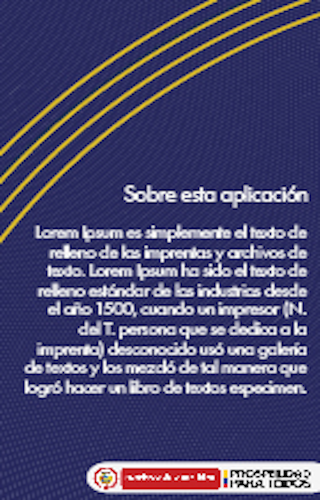 Sobre esta aplicación
Lorem Ipsum es simplemente el texto de
relleno de las imprentas y archivos de
texto. Lorem Ipsum ha sido el texto de
relleno estándar de las industrias desde
el año 1500, cuando un impresor (N.
del T. persona que se dedica a la
imprenta) desconocido usó una galería
de textos y los mezcló de tal manera que
logró hacer un libro de textos especimen.
PROSPERIDAD
PARA TODOS